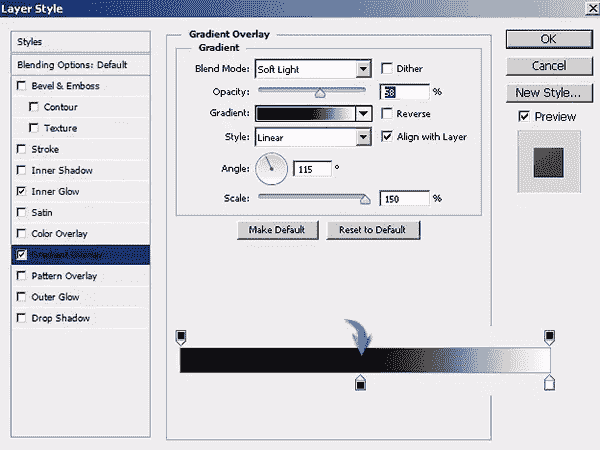 Layer Style
Styles
Blending Options: Default
Bevel & Emboss
Contour
Texture
Stroke
Inner Shadow
Inner Glow
Satin
Color Overlay
Gradient Overlay
Pattern Overlay
Outer Glow
Drop Shadow
Gradient Overlay
Gradient
Blend Mode: Soft Light Dither
Opacity: 58 %
Gradient: Reverse
Style: Linear Align with Layer
Angle: 115 °
Scale: 150 %
Make Default Reset to Default
OK
Cancel
New Style...
Preview